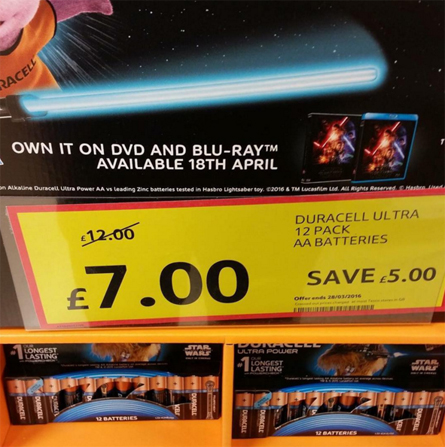 RACELL
OWN IT ON DVD AND BLU-RAY™
AVAILABLE 18TH APRIL
on Alkaline Duracell Ultra Power AA vs leading Zinc batteries tested in Hasbro Lightsaber toy. ©2016 & TM Lucasfilm Ltd. All Rights Reserved. © Hasbro.
£12.00
£7.00
DURACELL ULTRA
12 PACK
AA BATTERIES
SAVE £5.00
Offer ends 28/03/2016
#1 LONGEST
LASTING
STAR
WARS
12 BATTERIES
DURACELL
ULTRA POWER
#1 OUR
LONGEST
LASTING
STAR
WARS
12 BATTERIES